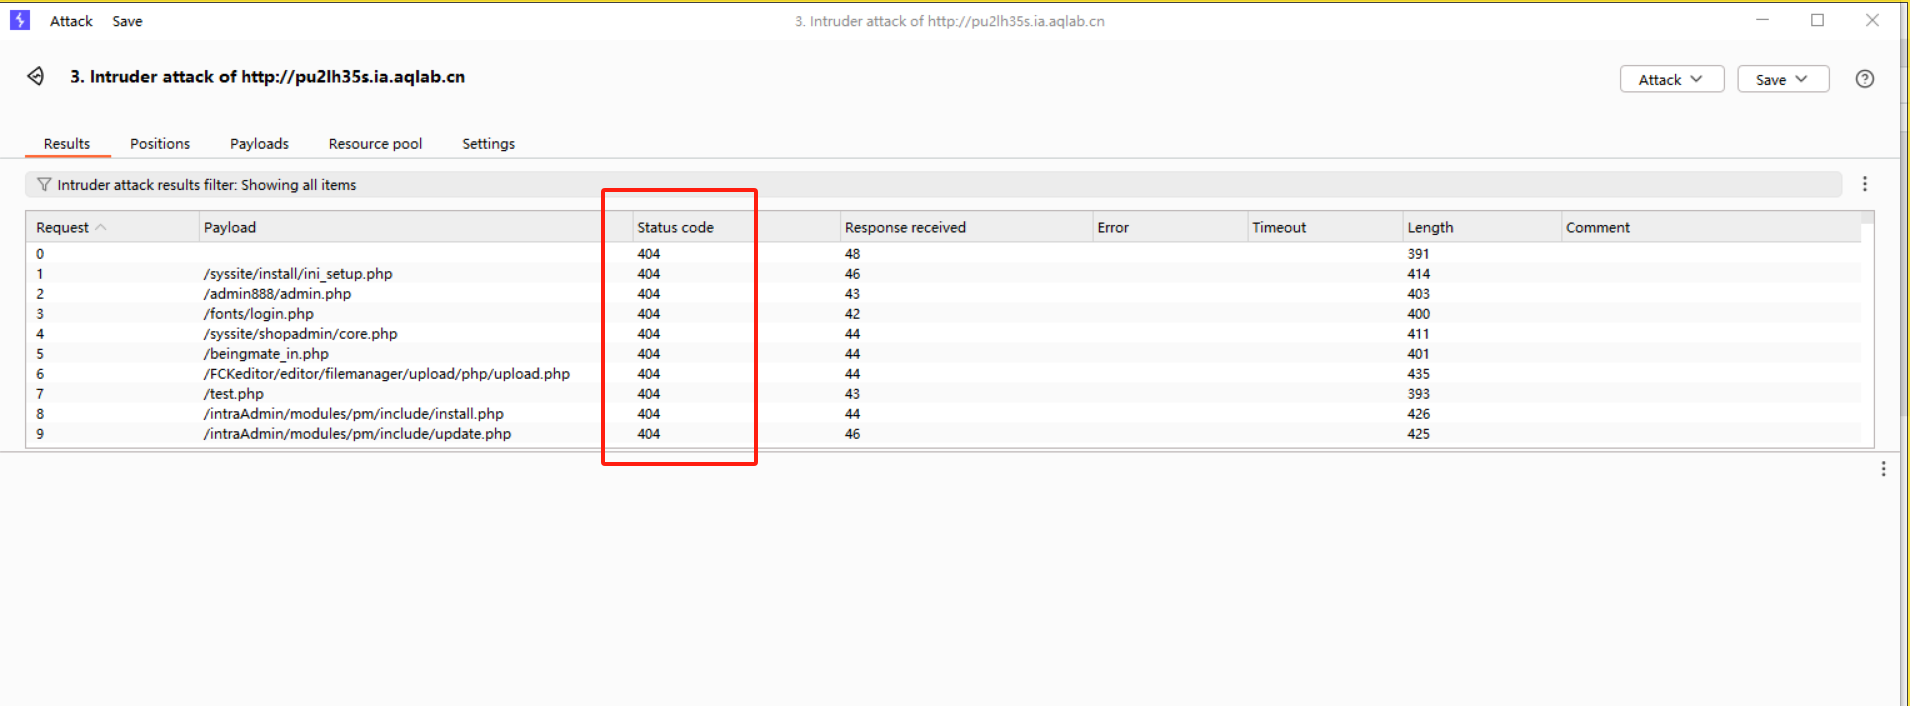 Attack Save 3. Intruder attack of http://pu2lh35s.ia.aqlab.cn
3. Intruder attack of http://pu2lh35s.ia.aqlab.cn Attack Save
Results Positions Payloads Resource pool Settings
Intruder attack results filter: Showing all items
Request Payload Status code Response received Error Timeout Length Comment
0 404 48 391
1 /syssite/install/ini_setup.php 404 46 414
2 /admin888/admin.php 404 43 403
3 /fonts/login.php 404 42 400
4 /syssite/shopadmin/core.php 404 44 411
5 /beingmate_in.php 404 44 401
6 /FCKeditor/editor/filemanager/upload/php/upload.php 404 44 435
7 /test.php 404 43 393
8 /intraAdmin/modules/pm/include/install.php 404 44 426
9 /intraAdmin/modules/pm/include/update.php 404 46 425